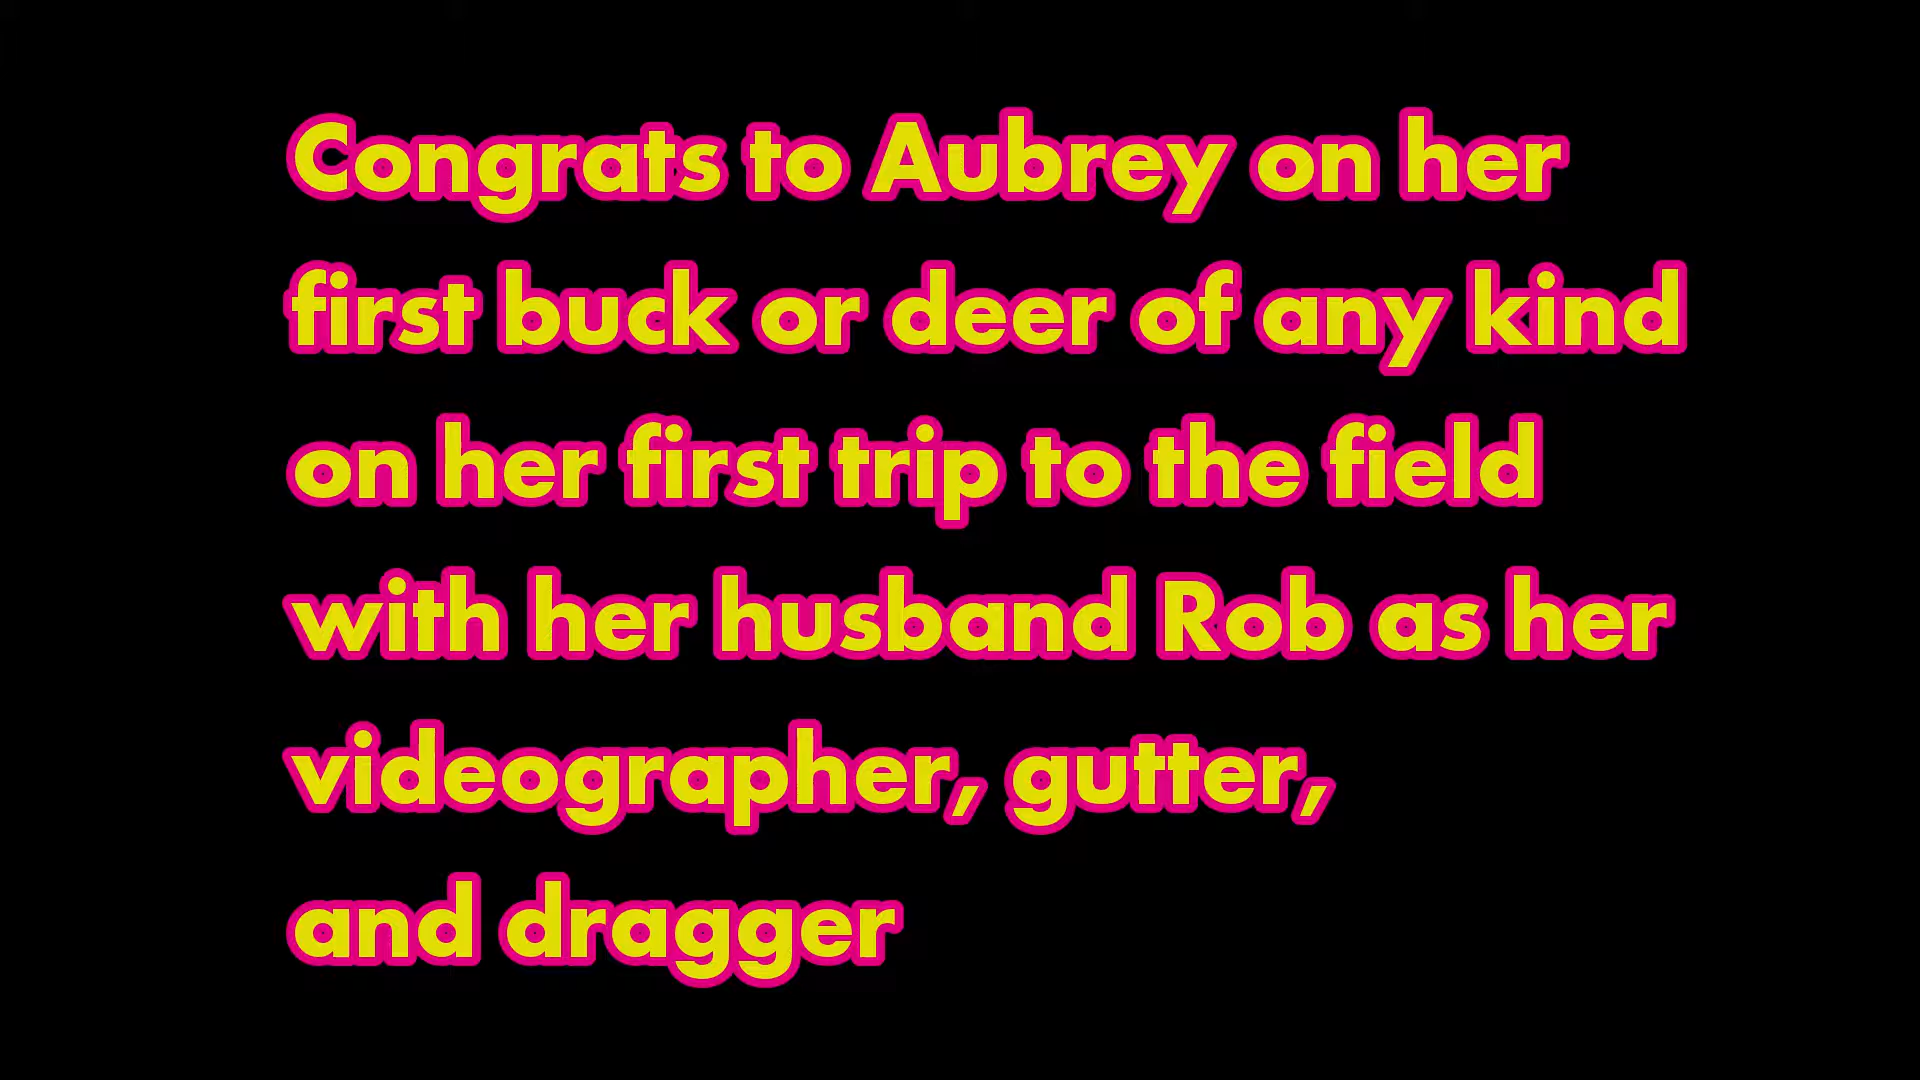 Congrats to Aubrey on her
first buck or deer of any kind
on her first trip to the field
with her husband Rob as her
videographer, gutter,
and dragger